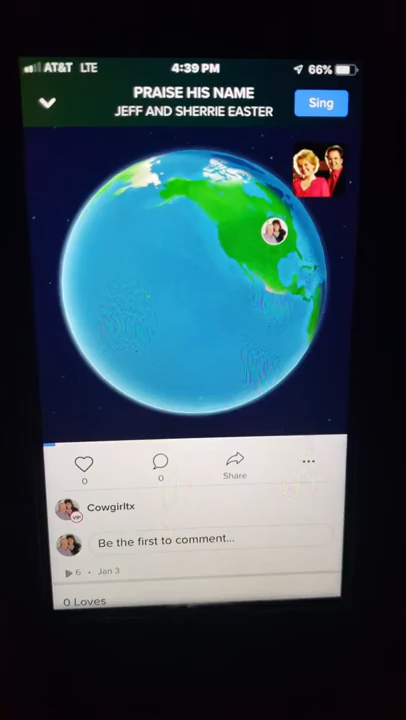 AT&T LTE 4:39 PM 66%
PRAISE HIS NAME
JEFF AND SHERRIE EASTER
Sing
0
0
Share
Cowgirltx
VIP
Be the first to comment...
6 • Jan 3
0 Loves